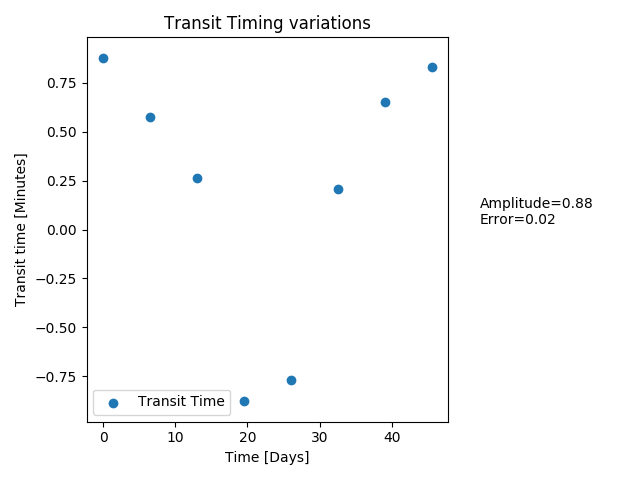 Transit Timing variations
0.75
0.50
0.25
0.00
−0.25
−0.50
−0.75
Transit time [Minutes]
Amplitude=0.88
Error=0.02
Transit Time
0 10 20 30 40
Time [Days]